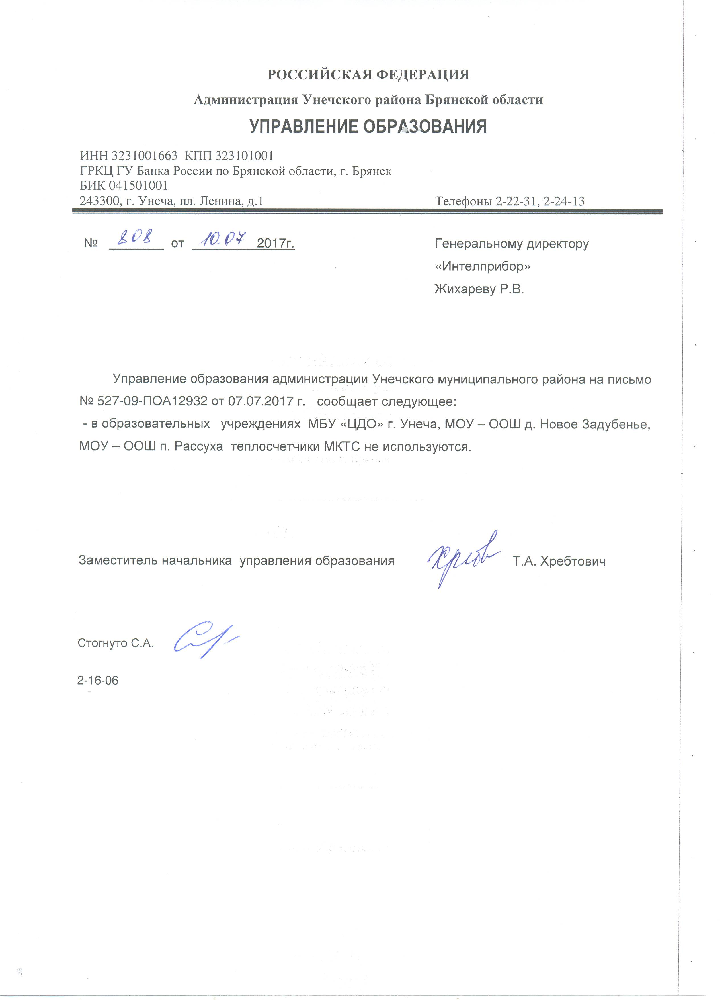 РОССИЙСКАЯ ФЕДЕРАЦИЯ
Администрация Унечского района Брянской области
УПРАВЛЕНИЕ ОБРАЗОВАНИЯ
ИНН 3231001663 КПП 323101001
ГРКЦ ГУ Банка России по Брянской области, г. Брянск
БИК 041501001
243300, г. Унеча, пл. Ленина, д.1 Телефоны 2-22-31, 2-24-13
№ 808 от 10.07 2017г.
Генеральному директору
«Интелприбор»
Жихареву Р.В.
Управление образования администрации Унечского муниципального района на письмо
№ 527-09-ПОА12932 от 07.07.2017 г. сообщает следующее:
- в образовательных учреждениях МБУ «ЦДО» г. Унеча, МОУ – ООШ д. Новое Задубенье,
МОУ – ООШ п. Рассуха теплосчетчики МКТС не используются.
Заместитель начальника управления образования Т.А. Хребтович
Стогнуто С.А.
2-16-06